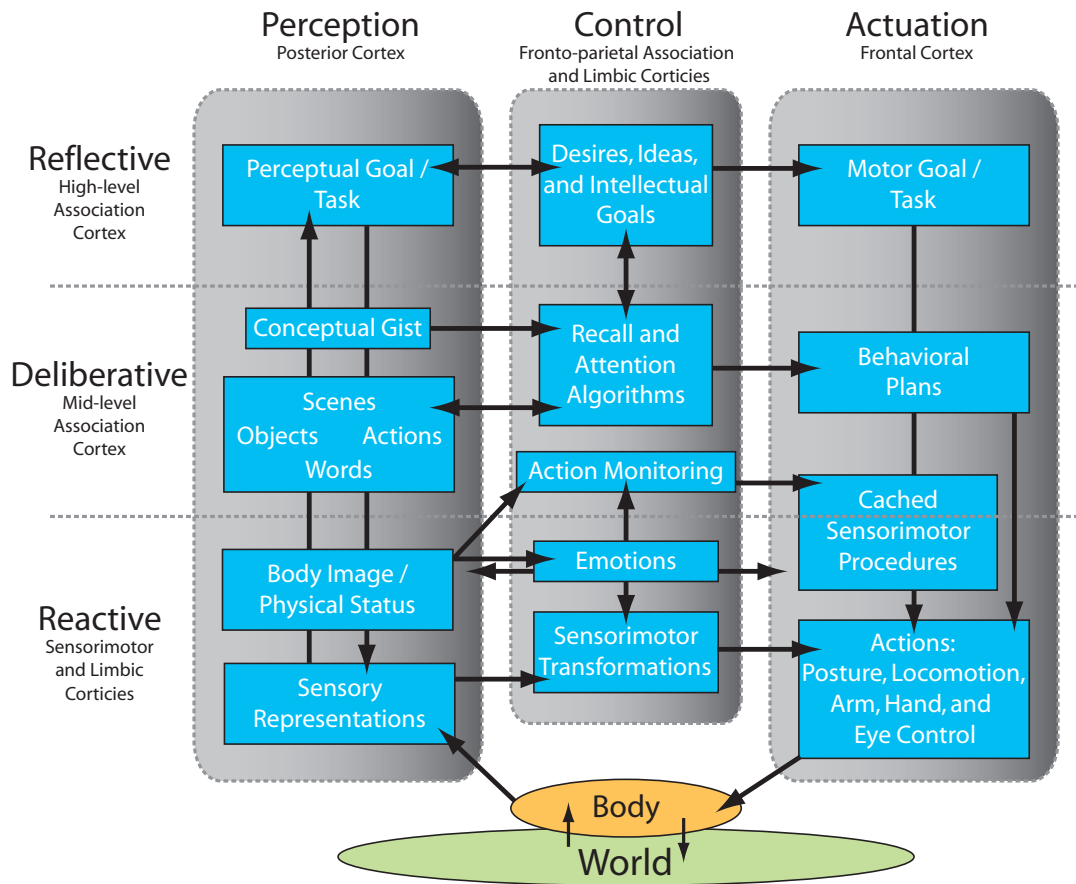 Perception
Posterior Cortex
Control
Fronto-parietal Association
and Limbic Corticies
Actuation
Frontal Cortex
Reflective
High-level
Association
Cortex
Perceptual Goal /
Task
Desires, Ideas,
and Intellectual
Goals
Motor Goal /
Task
Deliberative
Mid-level
Association
Cortex
Conceptual Gist
Scenes
Objects Actions
Words
Recall and
Attention
Algorithms
Action Monitoring
Behavioral
Plans
Cached
Sensorimotor
Procedures
Reactive
Sensorimotor
and Limbic
Corticies
Body Image /
Physical Status
Sensory
Representations
Emotions
Sensorimotor
Transformations
Actions:
Posture, Locomotion,
Arm, Hand, and
Eye Control
Body
World